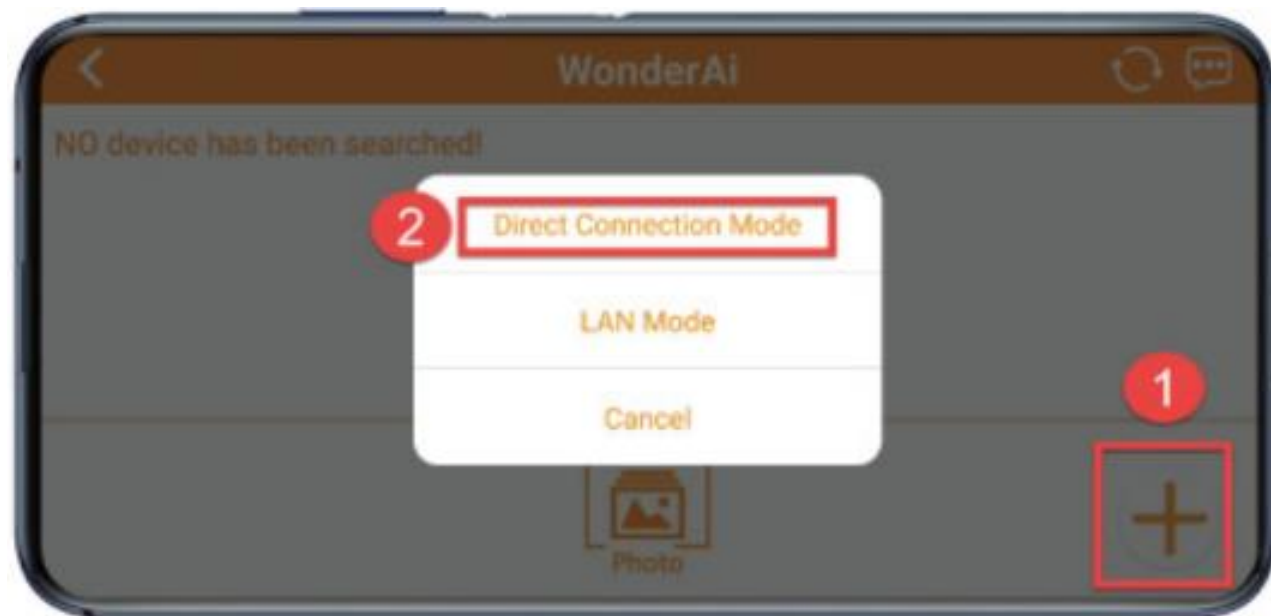 WonderAi
NO device has been searched!
2
Direct Connection Mode
LAN Mode
1
Cancel
Photo